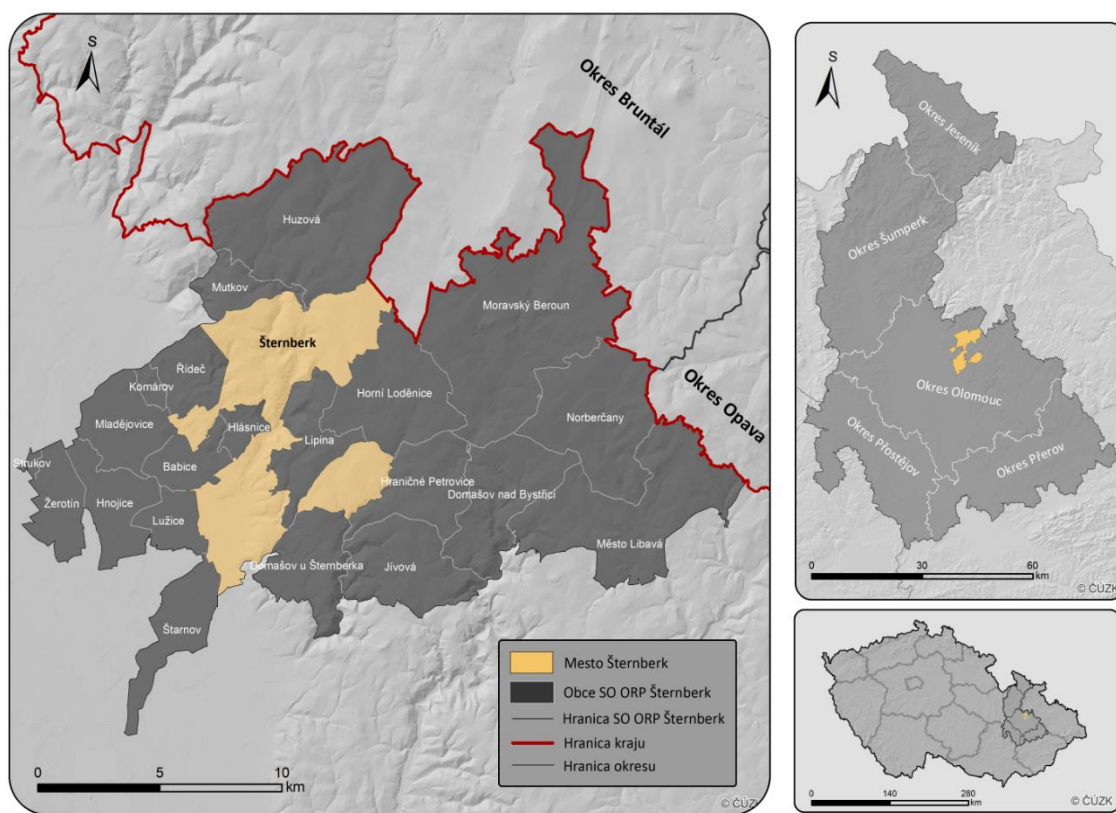 S
Okres Bruntál
Huzová
Mutkov
Moravský Beroun
Šternberk
Řídeč
Komárov
Horní Loděnice
Okres Opava
Mladějovice
Hlásnice
Norberčany
Lipina
Babice
Strukov
Hraničné Petrovice
Domašov nad Bystřicí
Žerotín
Hnojice
Lužice
Město Libavá
Domašov u Šternberka
Jívová
Štarnov
Mesto Šternberk
Obce SO ORP Šternberk
Hranica SO ORP Šternberk
Hranica kraju
Hranica okresu
0 5 10
km
© ČÚZK
S
Okres Jeseník
Okres Šumperk
Okres Olomouc
Okres Přostějov
Okres Přerov
0 30 60
km
© ČÚZK
0 140 280
km
© ČÚZK